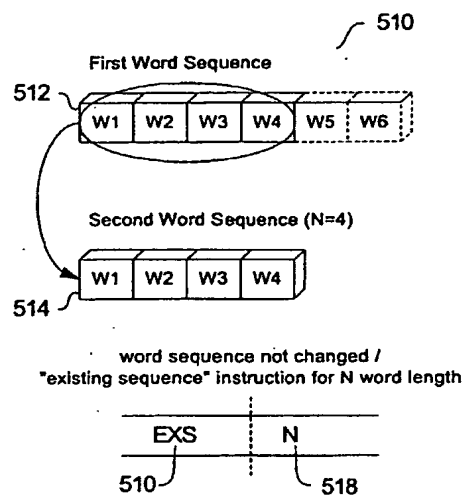 510
First Word Sequence
512
W1 W2 W3 W4 W5 W6
Second Word Sequence (N=4)
W1 W2 W3 W4
514
word sequence not changed /
"existing sequence" instruction for N word length
EXS N
510 518